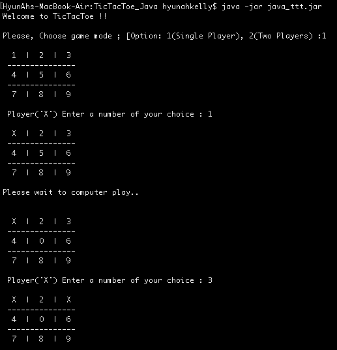 [HyunAhs-MacBook-Air:TicTacToe_Java hyunahkelly$ java -jar java_ttt.jar
Welcome to TicTacToe !!
Please, Choose game mode ; [Option: 1(Single Player), 2(Two Players) :1
1 | 2 | 3
---------------
4 | 5 | 6
---------------
7 | 8 | 9
Player("X") Enter a number of your choice : 1
X | 2 | 3
---------------
4 | 5 | 6
---------------
7 | 8 | 9
Please wait to computer play..
X | 2 | 3
---------------
4 | O | 6
---------------
7 | 8 | 9
Player("X") Enter a number of your choice : 3
X | 2 | X
---------------
4 | O | 6
---------------
7 | 8 | 9